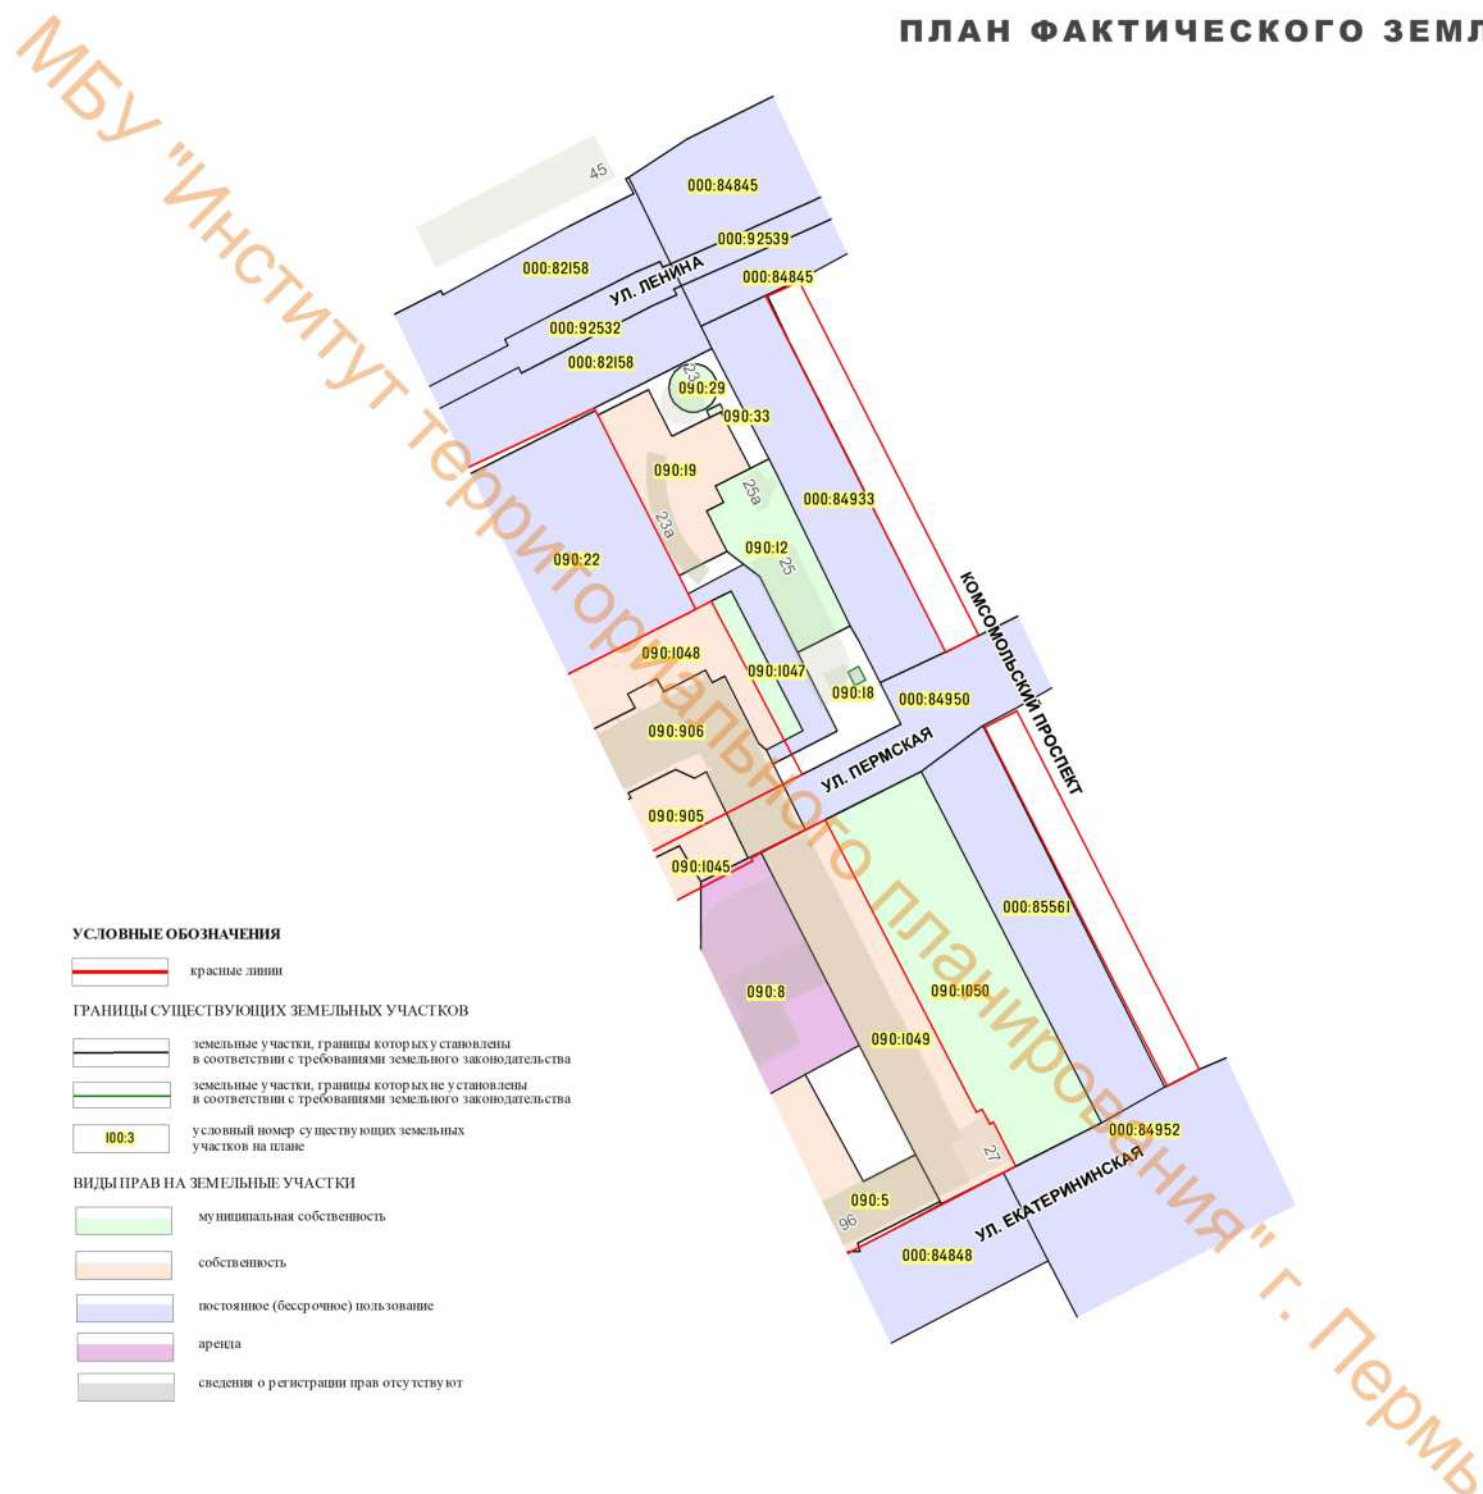 ПЛАН ФАКТИЧЕСКОГО ЗЕМЛ
МБУ "Институт территориального планирования" г. Пермь
45
000:84845
000:92539
000:82158
УЛ. ЛЕНИНА
000:84845
000:92532
000:82158
23
090:29
090:33
090:19
25а
000:84933
23а
090:12
090:22
25
КОМСОМОЛЬСКИЙ ПРОСПЕКТ
090:1048
090:1047
090:18
000:84950
090:906
УЛ. ПЕРМСКАЯ
090:905
090:1045
000:85561
090:8
090:1050
090:1049
000:84952
27
УЛ. ЕКАТЕРИНИНСКАЯ
090:5
96
000:84848
УСЛОВНЫЕ ОБОЗНАЧЕНИЯ
красные линии
ГРАНИЦЫ СУЩЕСТВУЮЩИХ ЗЕМЕЛЬНЫХ УЧАСТКОВ
земельные участки, границы которых установлены
в соответствии с требованиями земельного законодательства
земельные участки, границы которых не установлены
в соответствии с требованиями земельного законодательства
100:3
условный номер существующих земельных
участков на плане
ВИДЫ ПРАВ НА ЗЕМЕЛЬНЫЕ УЧАСТКИ
муниципальная собственность
собственность
постоянное (бессрочное) пользование
аренда
сведения о регистрации прав отсутствуют